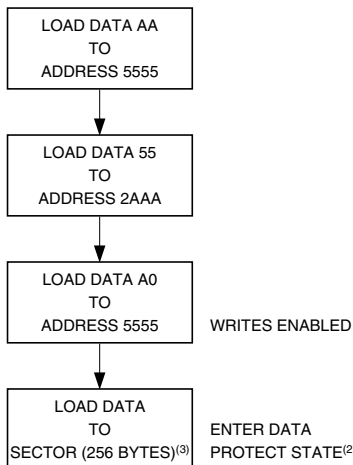 LOAD DATA AA
TO
ADDRESS 5555
LOAD DATA 55
TO
ADDRESS 2AAA
LOAD DATA A0
TO
ADDRESS 5555 WRITES ENABLED
LOAD DATA
TO ENTER DATA
SECTOR (256 BYTES)(3) PROTECT STATE(2